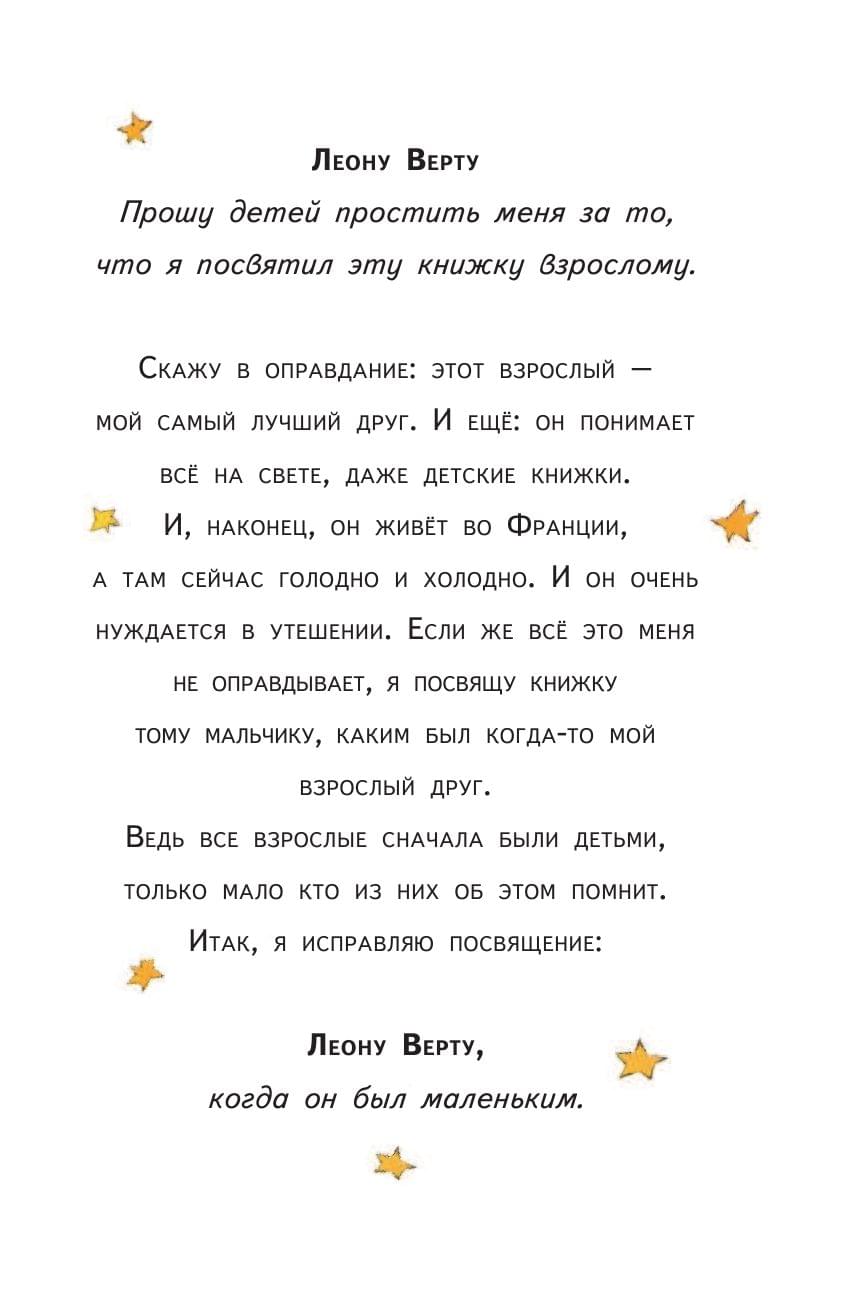 Леону Верту
Прошу детей простить меня за то,
что я посвятил эту книжку взрослому.
Скажу в оправдание: этот взрослый —
мой самый лучший друг. И ещё: он понимает
всё на свете, даже детские книжки.
И, наконец, он живёт во Франции,
а там сейчас голодно и холодно. И он очень
нуждается в утешении. Если же всё это меня
не оправдывает, я посвящу книжку
тому мальчику, каким был когда-то мой
взрослый друг.
Ведь все взрослые сначала были детьми,
только мало кто из них об этом помнит.
Итак, я исправляю посвящение:
Леону Верту,
когда он был маленьким.